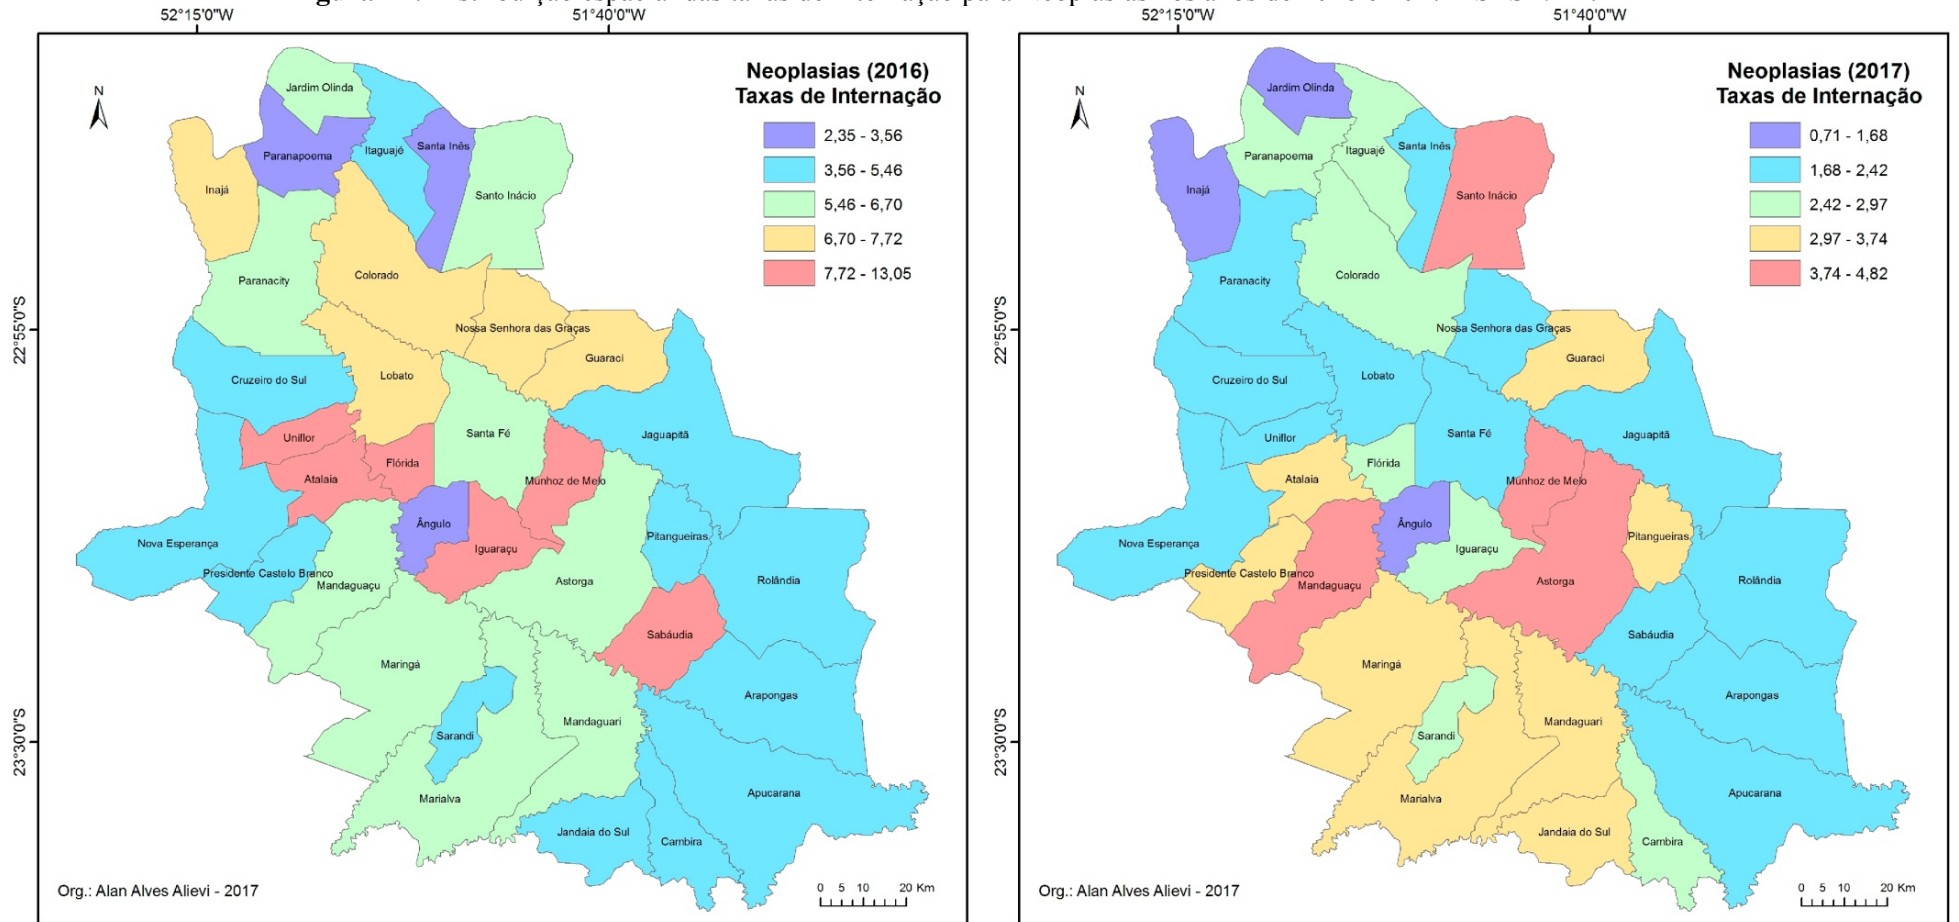 52°15'0"W
51°40'0"W
52°15'0"W
51°40'0"W
Neoplasias (2016)
Taxas de Internação
2,35 - 3,56
3,56 - 5,46
5,46 - 6,70
6,70 - 7,72
7,72 - 13,05
N
22°55'0"S
23°30'0"S
Jardim Olinda
Paranapoema
Itaguajé
Santa Inês
Inajá
Santo Inácio
Paranacity
Colorado
Nossa Senhora das Graças
Guaraci
Cruzeiro do Sul
Lobato
Uniflor
Santa Fé
Jaguapitã
Flórida
Atalaia
Munhoz de Melo
Ângulo
Nova Esperança
Iguaraçu
Pitangueiras
Presidente Castelo Branco
Mandaguaçu
Astorga
Rolândia
Sabáudia
Maringá
Arapongas
Mandaguari
Sarandi
Marialva
Apucarana
Jandaia do Sul
Cambira
Org.: Alan Alves Alievi - 2017
0 5 10 20 Km
Neoplasias (2017)
Taxas de Internação
0,71 - 1,68
1,68 - 2,42
2,42 - 2,97
2,97 - 3,74
3,74 - 4,82
N
22°55'0"S
23°30'0"S
Jardim Olinda
Paranapoema
Itaguajé
Santa Inês
Inajá
Santo Inácio
Paranacity
Colorado
Nossa Senhora das Graças
Guaraci
Cruzeiro do Sul
Lobato
Uniflor
Santa Fé
Jaguapitã
Flórida
Atalaia
Munhoz de Melo
Ângulo
Nova Esperança
Iguaraçu
Pitangueiras
Presidente Castelo Branco
Mandaguaçu
Astorga
Rolândia
Sabáudia
Maringá
Arapongas
Mandaguari
Sarandi
Marialva
Apucarana
Jandaia do Sul
Cambira
Org.: Alan Alves Alievi - 2017
0 5 10 20 Km